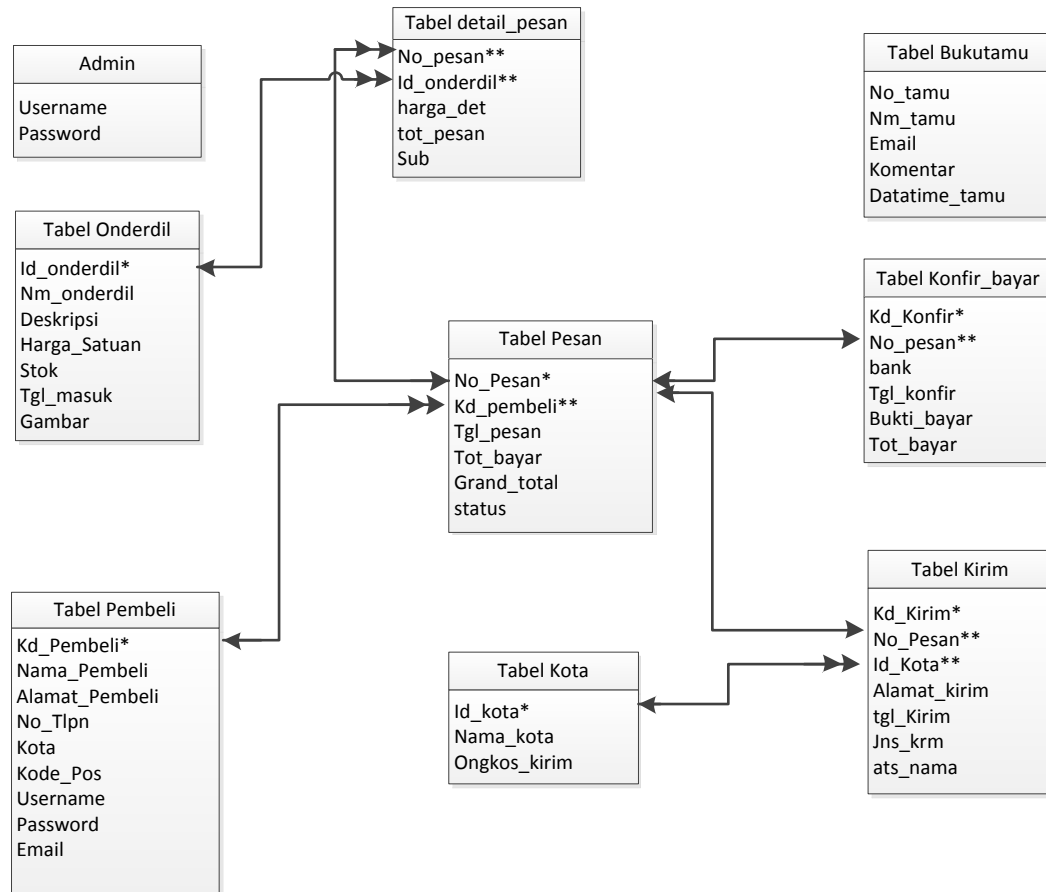 Tabel detail_pesan
No_pesan**
Id_onderdil**
harga_det
tot_pesan
Sub
Admin
Username
Password
Tabel Bukutamu
No_tamu
Nm_tamu
Email
Komentar
Datatime_tamu
Tabel Onderdil
Id_onderdil*
Nm_onderdil
Deskripsi
Harga_Satuan
Stok
Tgl_masuk
Gambar
Tabel Pesan
No_Pesan*
Kd_pembeli**
Tgl_pesan
Tot_bayar
Grand_total
status
Tabel Konfir_bayar
Kd_Konfir*
No_pesan**
bank
Tgl_konfir
Bukti_bayar
Tot_bayar
Tabel Pembeli
Kd_Pembeli*
Nama_Pembeli
Alamat_Pembeli
No_Tlpn
Kota
Kode_Pos
Username
Password
Email
Tabel Kota
Id_kota*
Nama_kota
Ongkos_kirim
Tabel Kirim
Kd_Kirim*
No_Pesan**
Id_Kota**
Alamat_kirim
tgl_Kirim
Jns_krm
ats_nama